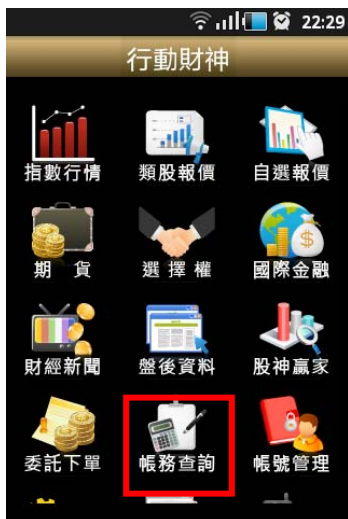 22:29
行動財神
指數行情 類股報價 自選報價
期 貨 選擇權 國際金融
財經新聞 盤後資料 股神贏家
委託下單 帳務查詢 帳號管理